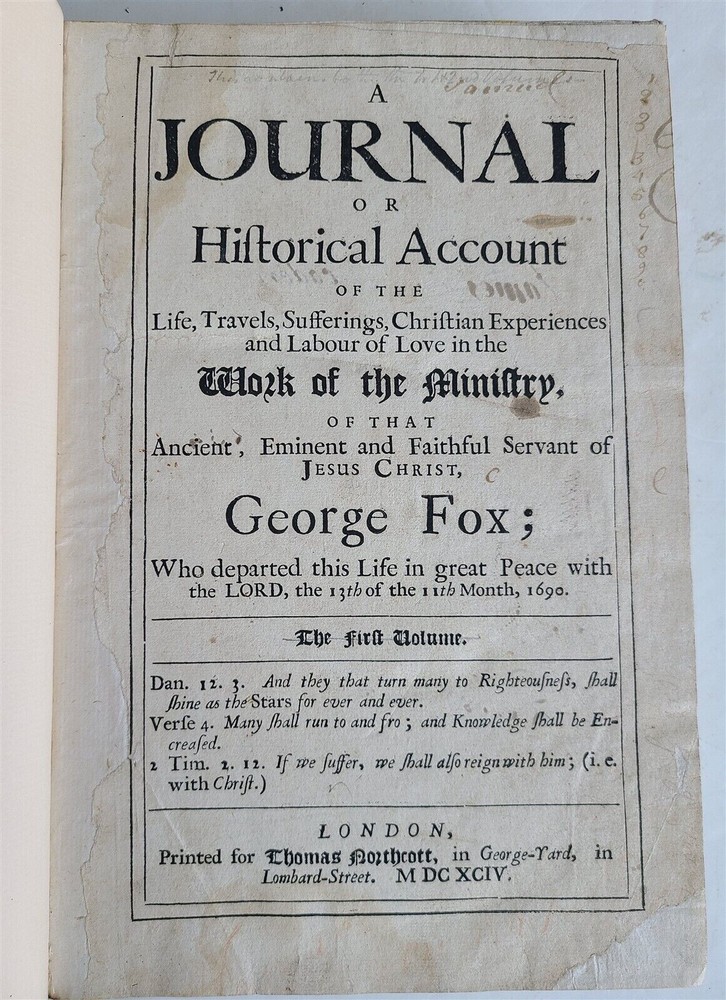 Samuel
A
JOURNAL
OR
Hiſtorical Account
OF THE
Life, Travels, Sufferings, Chriſtian Experiences
and Labour of Love in the
Work of the Miniſtry,
OF THAT
Ancient, Eminent and Faithful Servant of
JESUS CHRIST,
George Fox;
Who departed this Life in great Peace with
the LORD, the 13th of the 11th Month, 1690.
The Firſt Volume.
Dan. 12. 3. And they that turn many to Righteouſneſs, ſhall
ſhine as the Stars for ever and ever.
Verſe 4. Many ſhall run to and fro; and Knowledge ſhall be En-
creaſed.
2 Tim. 2. 12. If we ſuffer, we ſhall alſo reign with him; (i. e.
with Chriſt.)
LONDON,
Printed for Thomas Northcott, in George-Yard, in
Lombard-Street. M DC XCIV.